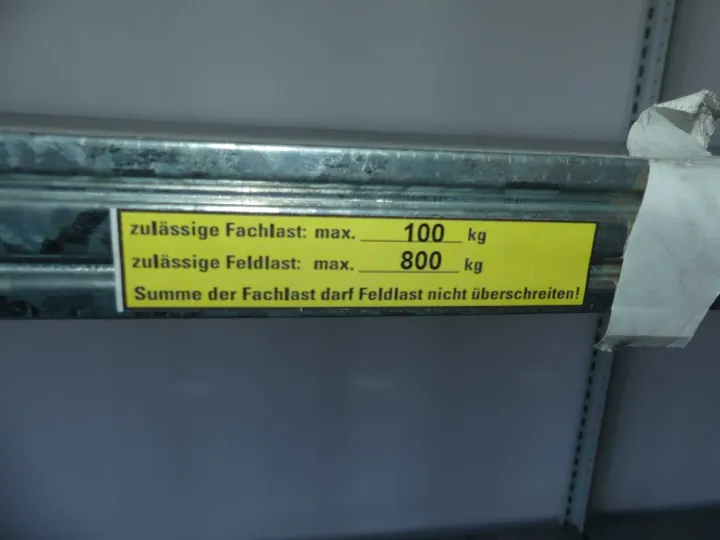 zulässige Fachlast: max. 100 kg
zulässige Feldlast: max. 800 kg
Summe der Fachlast darf Feldlast nicht überschreiten!